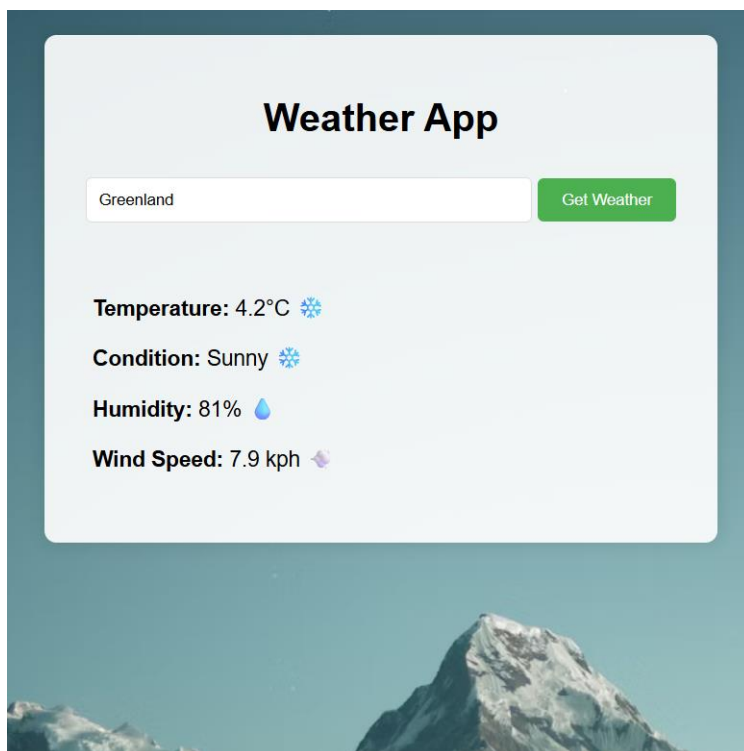 Weather App
Greenland
Get Weather
Temperature: 4.2°C ❄️
Condition: Sunny ❄️
Humidity: 81% 💧
Wind Speed: 7.9 kph